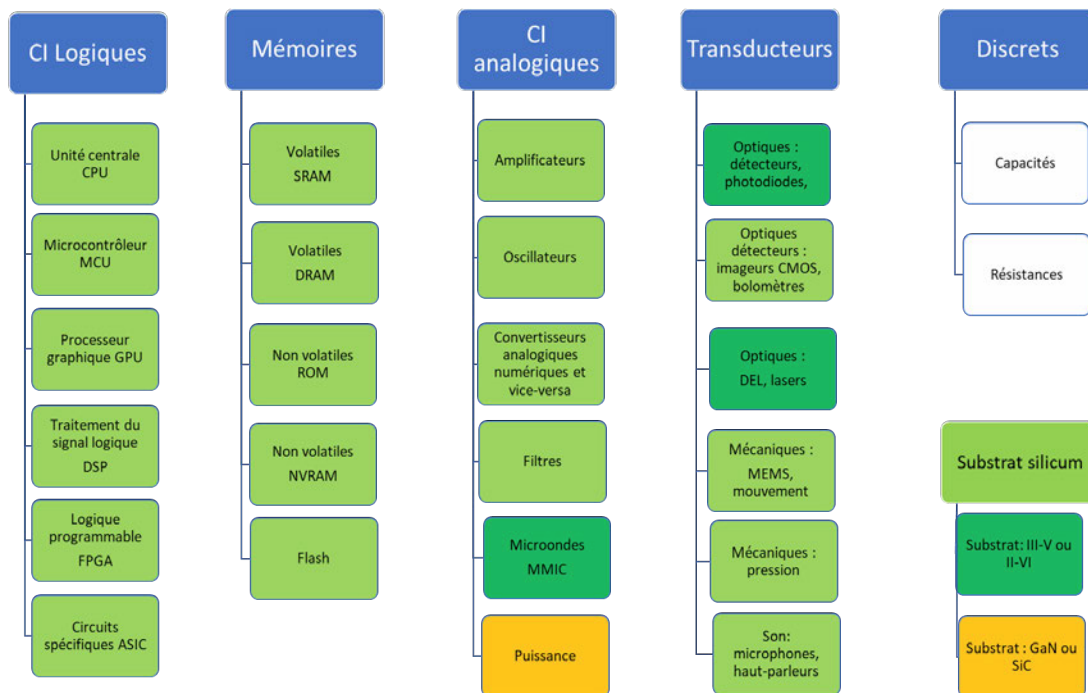 CI Logiques
Unité centrale
CPU
Microcontrôleur
MCU
Processeur
graphique GPU
Traitement du
signal logique
DSP
Logique
programmable
FPGA
Circuits
spécifiques ASIC
Mémoires
Volatiles
SRAM
Volatiles
DRAM
Non volatiles
ROM
Non volatiles
NVRAM
Flash
CI
analogiques
Amplificateurs
Oscillateurs
Convertisseurs
analogiques
numériques et
vice-versa
Filtres
Microondes
MMIC
Puissance
Transducteurs
Optiques :
détecteurs,
photodiodes,
Optiques
détecteurs :
imageurs CMOS,
bolomètres
Optiques :
DEL, lasers
Mécaniques :
MEMS,
mouvement
Mécaniques :
pression
Son:
microphones,
haut-parleurs
Discrets
Capacités
Résistances
Substrat silicum
Substrat: III-V ou
II-VI
Substrat : GaN ou
SiC